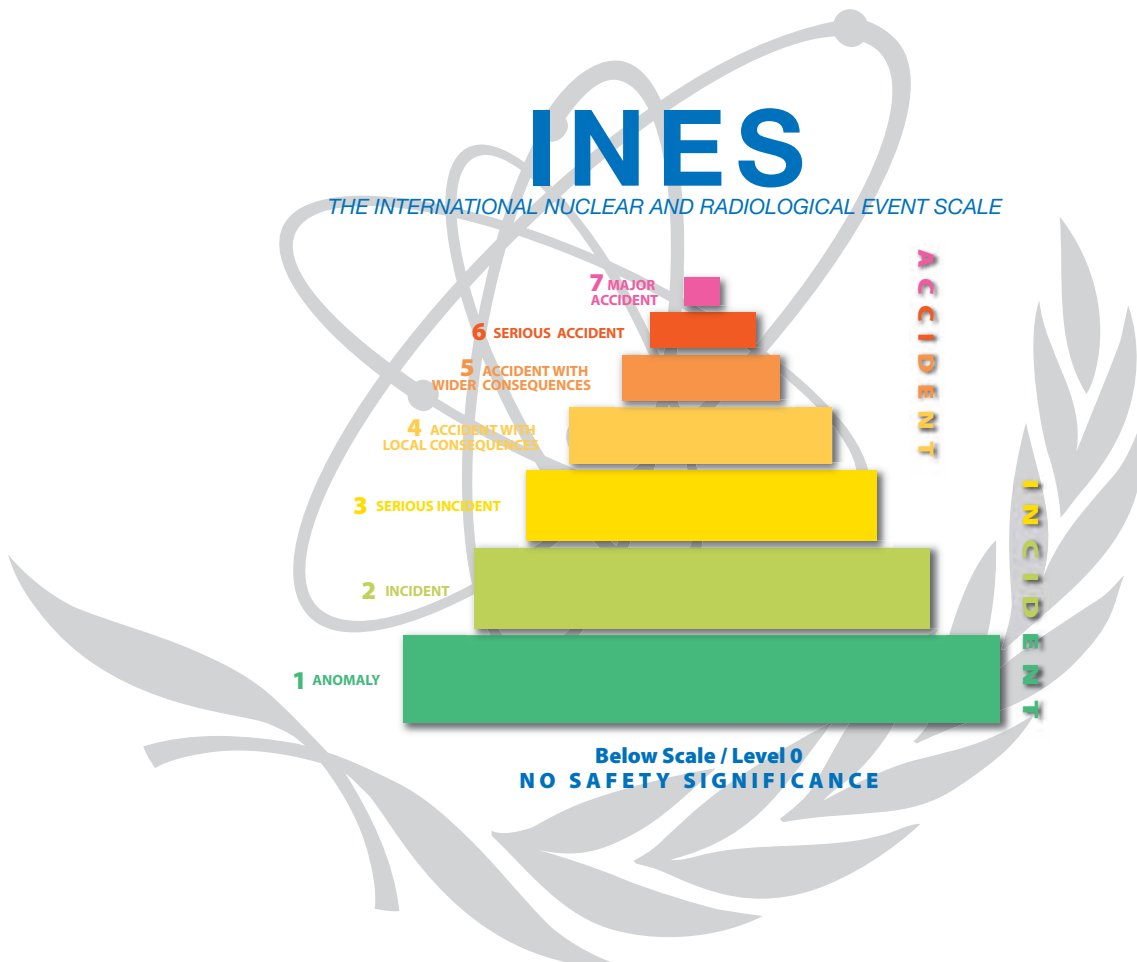 INES
THE INTERNATIONAL NUCLEAR AND RADIOLOGICAL EVENT SCALE
7 MAJOR
ACCIDENT
6 SERIOUS ACCIDENT
5 ACCIDENT WITH
WIDER CONSEQUENCES
4 ACCIDENT WITH
LOCAL CONSEQUENCES
3 SERIOUS INCIDENT
2 INCIDENT
1 ANOMALY
ACCIDENT
INCIDENT
Below Scale / Level 0
NO SAFETY SIGNIFICANCE